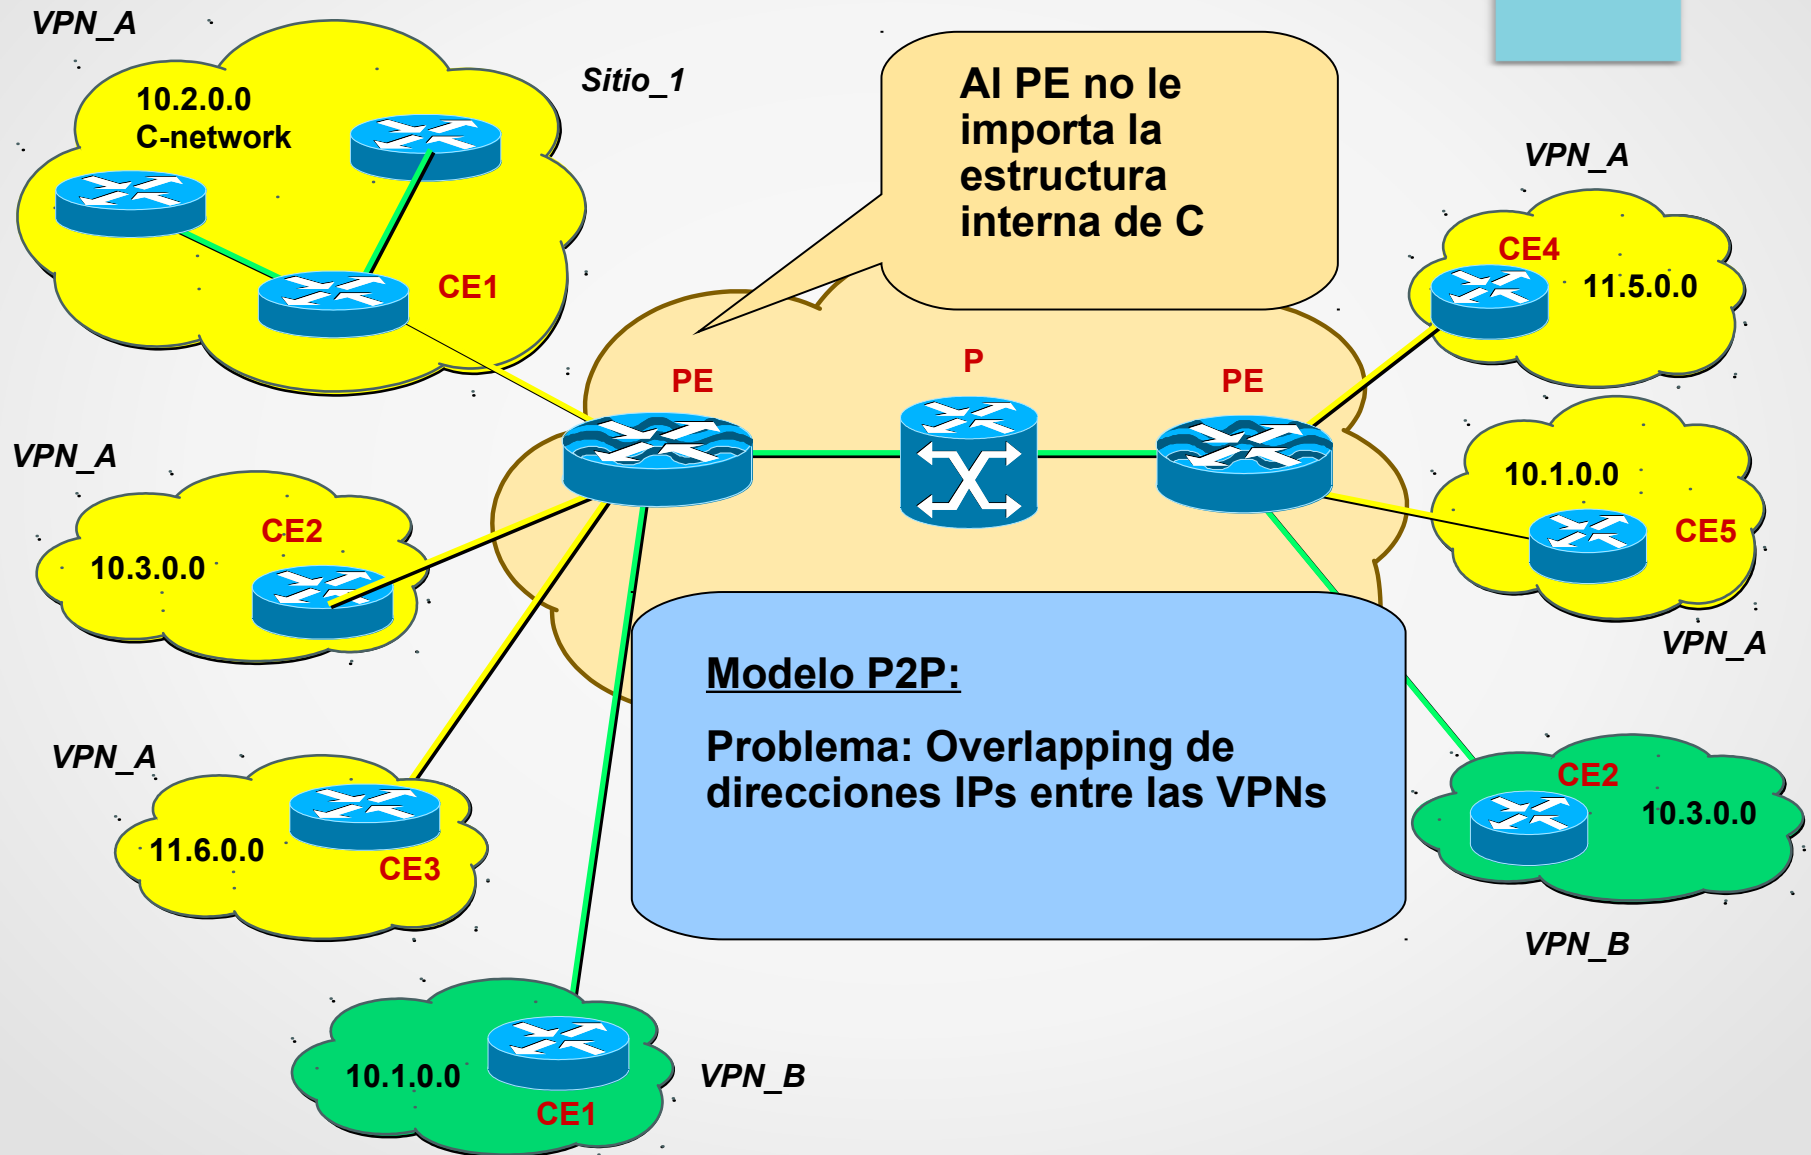 VPN_A
Sitio_1
10.2.0.0
C-network
CE1
Al PE no le
importa la
estructura
interna de C
VPN_A
CE4
11.5.0.0
PE
P
PE
VPN_A
CE2
10.3.0.0
10.1.0.0
CE5
VPN_A
Modelo P2P:
Problema: Overlapping de
direcciones IPs entre las VPNs
VPN_A
11.6.0.0
CE3
CE2
10.3.0.0
VPN_B
10.1.0.0
CE1
VPN_B